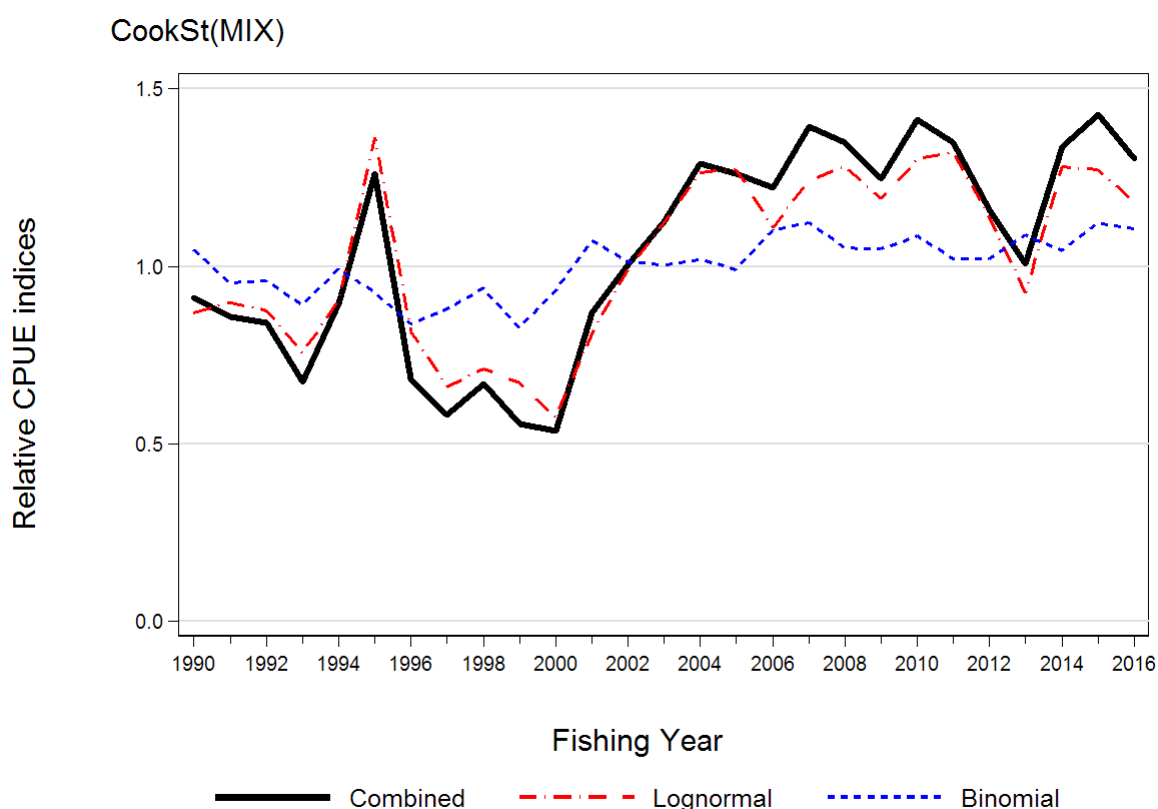 CookSt(MIX)
1.5
1.0
0.5
0.0
Relative CPUE indices
1990 1992 1994 1996 1998 2000 2002 2004 2006 2008 2010 2012 2014 2016
Fishing Year
Combined Lognormal Binomial